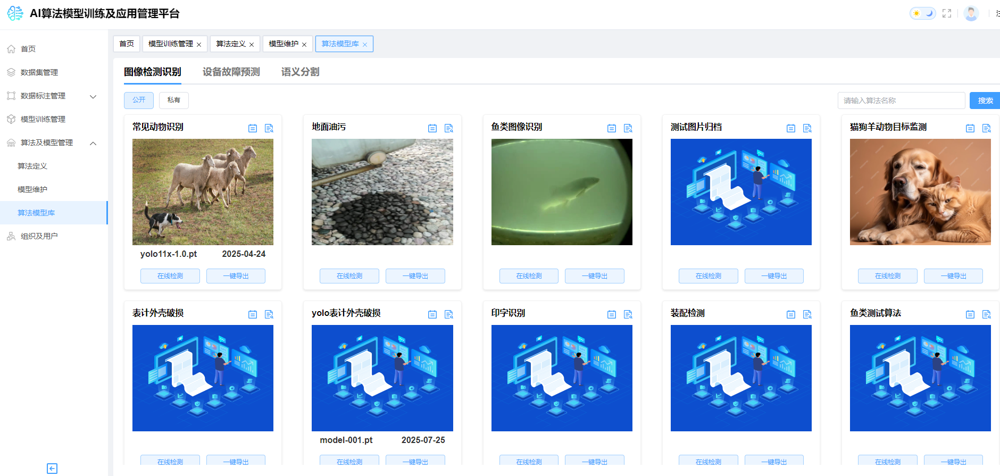 AI算法模型训练及应用管理平台
注
首页
数据集管理
数据标注管理
模型训练管理
算法及模型管理
算法定义
模型维护
算法模型库
组织及用户
首页 模型训练管理 算法定义 模型维护 算法模型库
图像检测识别 设备故障预测 语义分割
公开 私有 请输入算法名称 搜索
常见动物识别 地面油污 鱼类图像识别 测试图片归档 猫狗羊动物目标监测
yolo11x-1.0.pt 2025-04-24
在线检测 一键导出 在线检测 一键导出 在线检测 一键导出 在线检测 一键导出 在线检测 一键导出
表计外壳破损 yolo表计外壳破损 印字识别 装配检测 鱼类测试算法
model-001.pt 2025-07-25
在线检测 一键导出 在线检测 一键导出 在线检测 一键导出 在线检测 一键导出 在线检测 一键导出